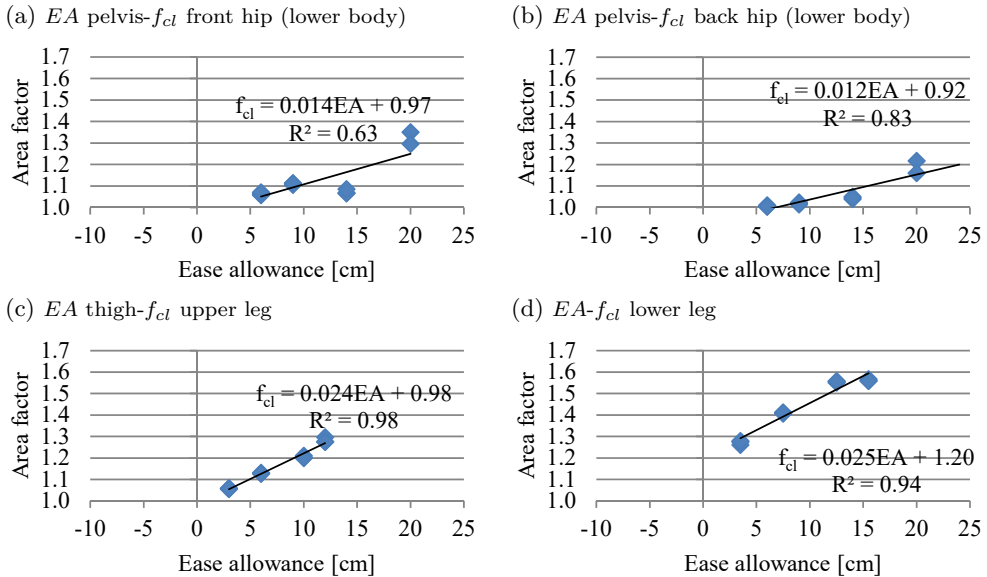 (a) EA pelvis-f_cl front hip (lower body)
1.7
1.6
1.5
1.4
1.3
1.2
1.1
1.0
Area factor
f_cl = 0.014EA + 0.97
R² = 0.63
-10 -5 0 5 10 15 20 25
Ease allowance [cm]
(b) EA pelvis-f_cl back hip (lower body)
1.7
1.6
1.5
1.4
1.3
1.2
1.1
1.0
Area factor
f_cl = 0.012EA + 0.92
R² = 0.83
-10 -5 0 5 10 15 20 25
Ease allowance [cm]
(c) EA thigh-f_cl upper leg
1.7
1.6
1.5
1.4
1.3
1.2
1.1
1.0
Area factor
f_cl = 0.024EA + 0.98
R² = 0.98
-10 -5 0 5 10 15 20 25
Ease allowance [cm]
(d) EA-f_cl lower leg
1.7
1.6
1.5
1.4
1.3
1.2
1.1
1.0
Area factor
f_cl = 0.025EA + 1.20
R² = 0.94
-10 -5 0 5 10 15 20 25
Ease allowance [cm]